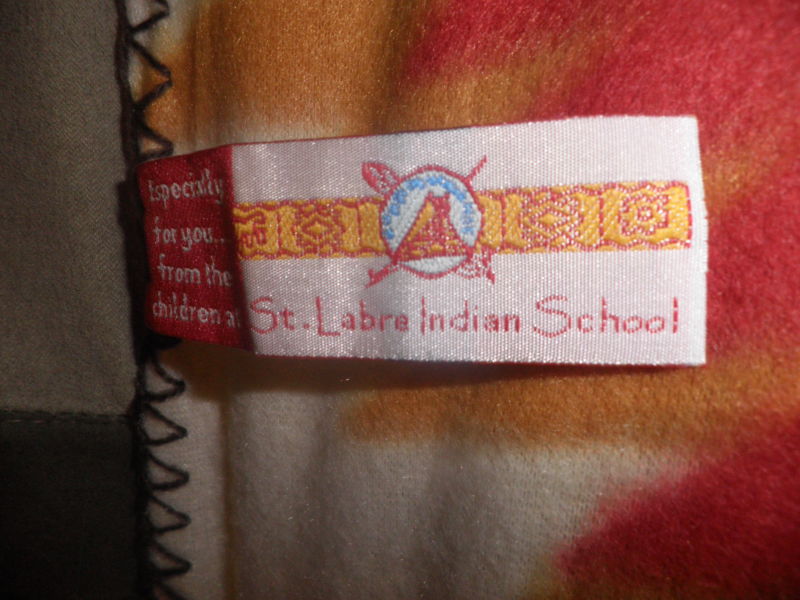 Especially
for you...
from the
children at
St. Labre Indian School